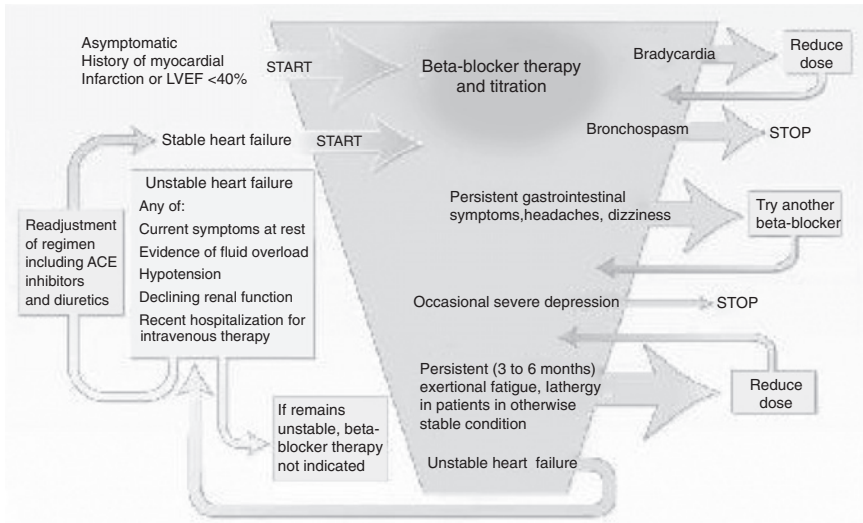 Asymptomatic
History of myocardial
Infarction or LVEF <40%
START
Beta-blocker therapy
and titration
Bradycardia
Reduce
dose
Stable heart failure
START
Bronchospasm
STOP
Unstable heart failure
Any of:
Current symptoms at rest
Evidence of fluid overload
Hypotension
Declining renal function
Recent hospitalization for
intravenous therapy
Readjustment
of regimen
including ACE
inhibitors
and diuretics
Persistent gastrointestinal
symptoms,headaches, dizziness
Try another
beta-blocker
Occasional severe depression
STOP
Persistent (3 to 6 months)
exertional fatigue, lathergy
in patients in otherwise
stable condition
Reduce
dose
If remains
unstable, beta-
blocker therapy
not indicated
Unstable heart failure